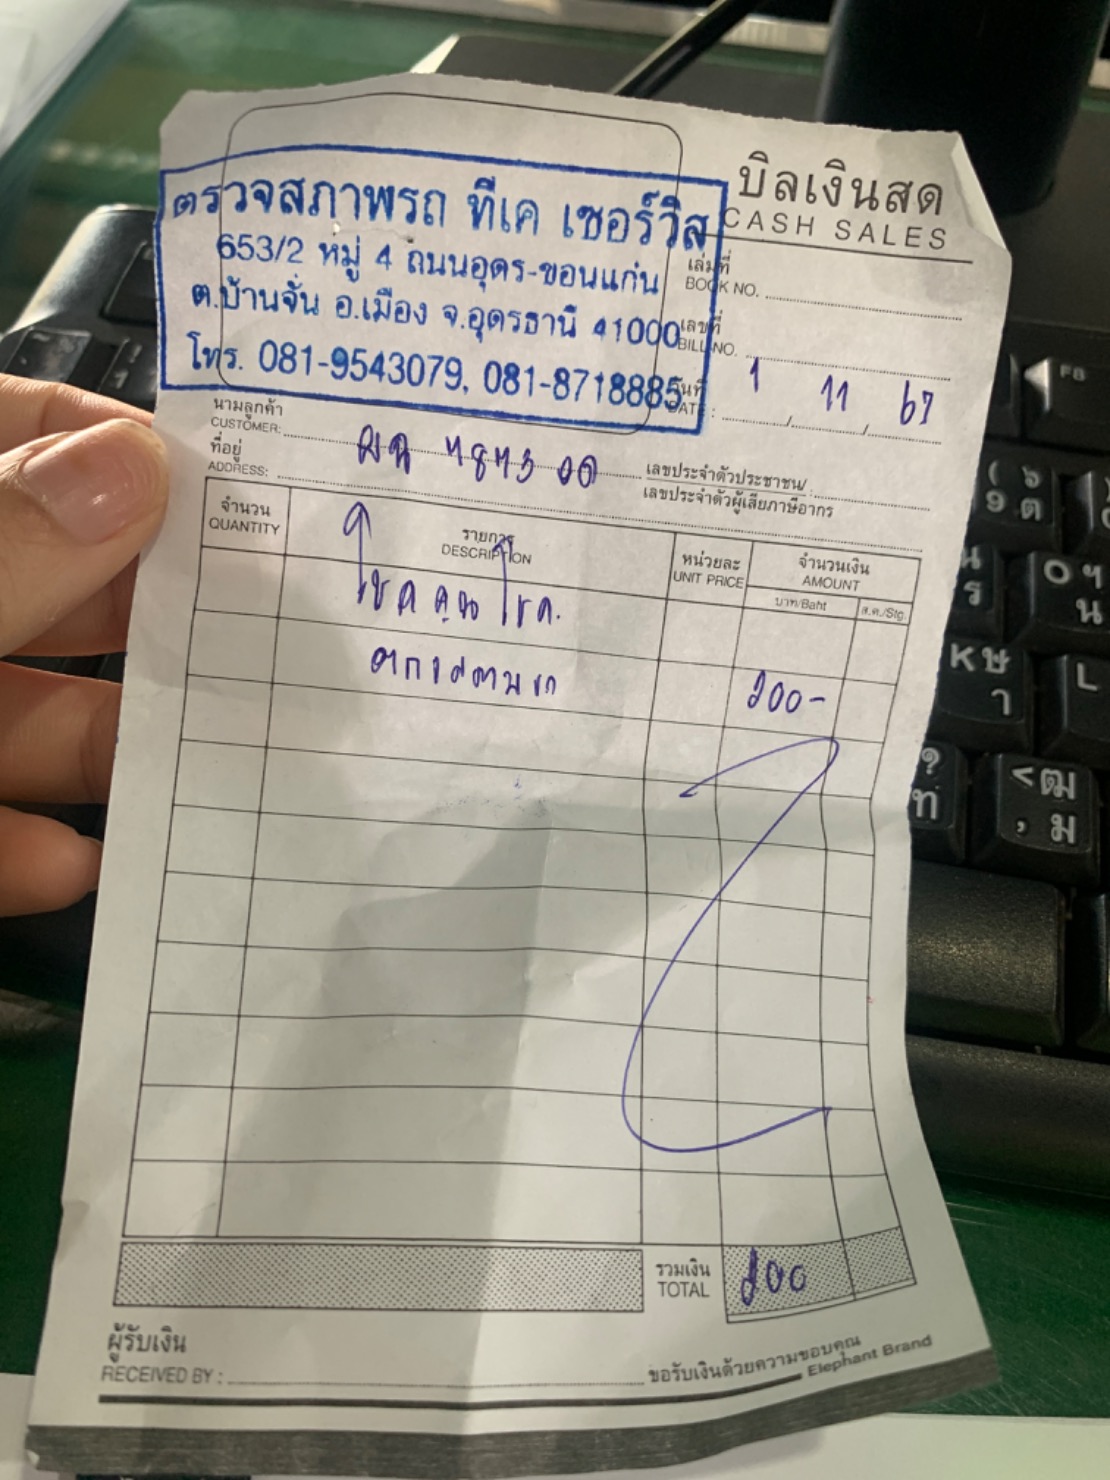 บิลเงินสด
CASH SALES
ตรวจสภาพรถ ทีเค เซอร์วิส
653/2 หมู่ 4 ถนนอุดร-ขอนแก่น
ต.บ้านจั่น อ.เมือง จ.อุดรธานี 41000
โทร. 081-9543079, 081-8718885
เล่มที่
BOOK NO.
เลขที่
BILL NO.
วันที่
DATE : 1 / 11 / 67
นามลูกค้า
CUSTOMER:
ที่อยู่
ADDRESS:
เลขประจำตัวประชาชน/
เลขประจำตัวผู้เสียภาษีอากร
จำนวน
QUANTITY
รายการ
DESCRIPTION
หน่วยละ
UNIT PRICE
จำนวนเงิน
AMOUNT
บาท/Baht
ส.ต./Stg.
ตรวจสภาพรถ
200-
รวมเงิน
TOTAL
200
ผู้รับเงิน
RECEIVED BY :
ขอรับเงินด้วยความขอบคุณ
Elephant Brand